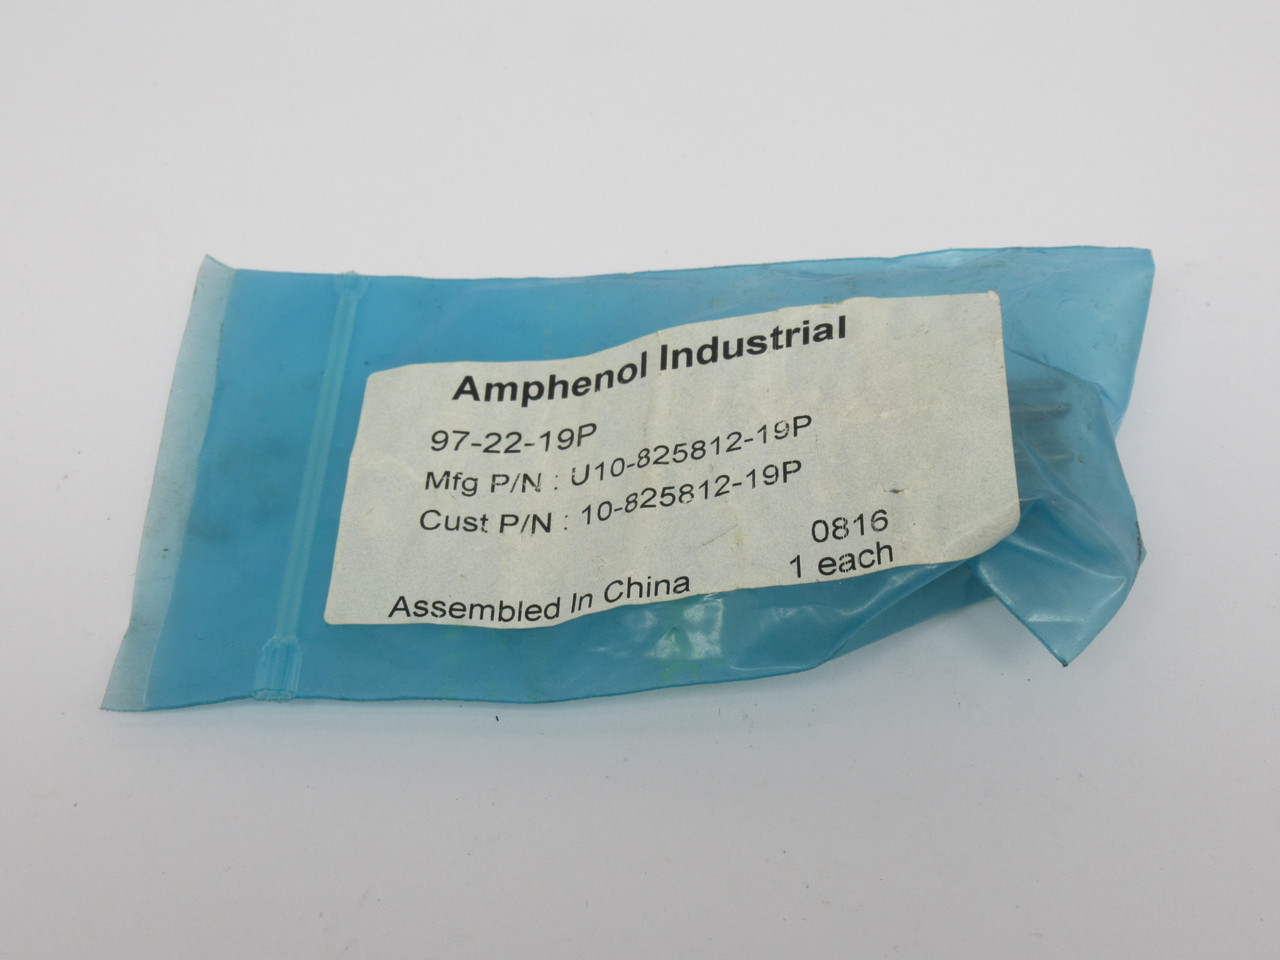 Amphenol Industrial
97-22-19P
Mfg P/N : U10-825812-19P
Cust P/N : 10-825812-19P
0816
Assembled In China 1 each